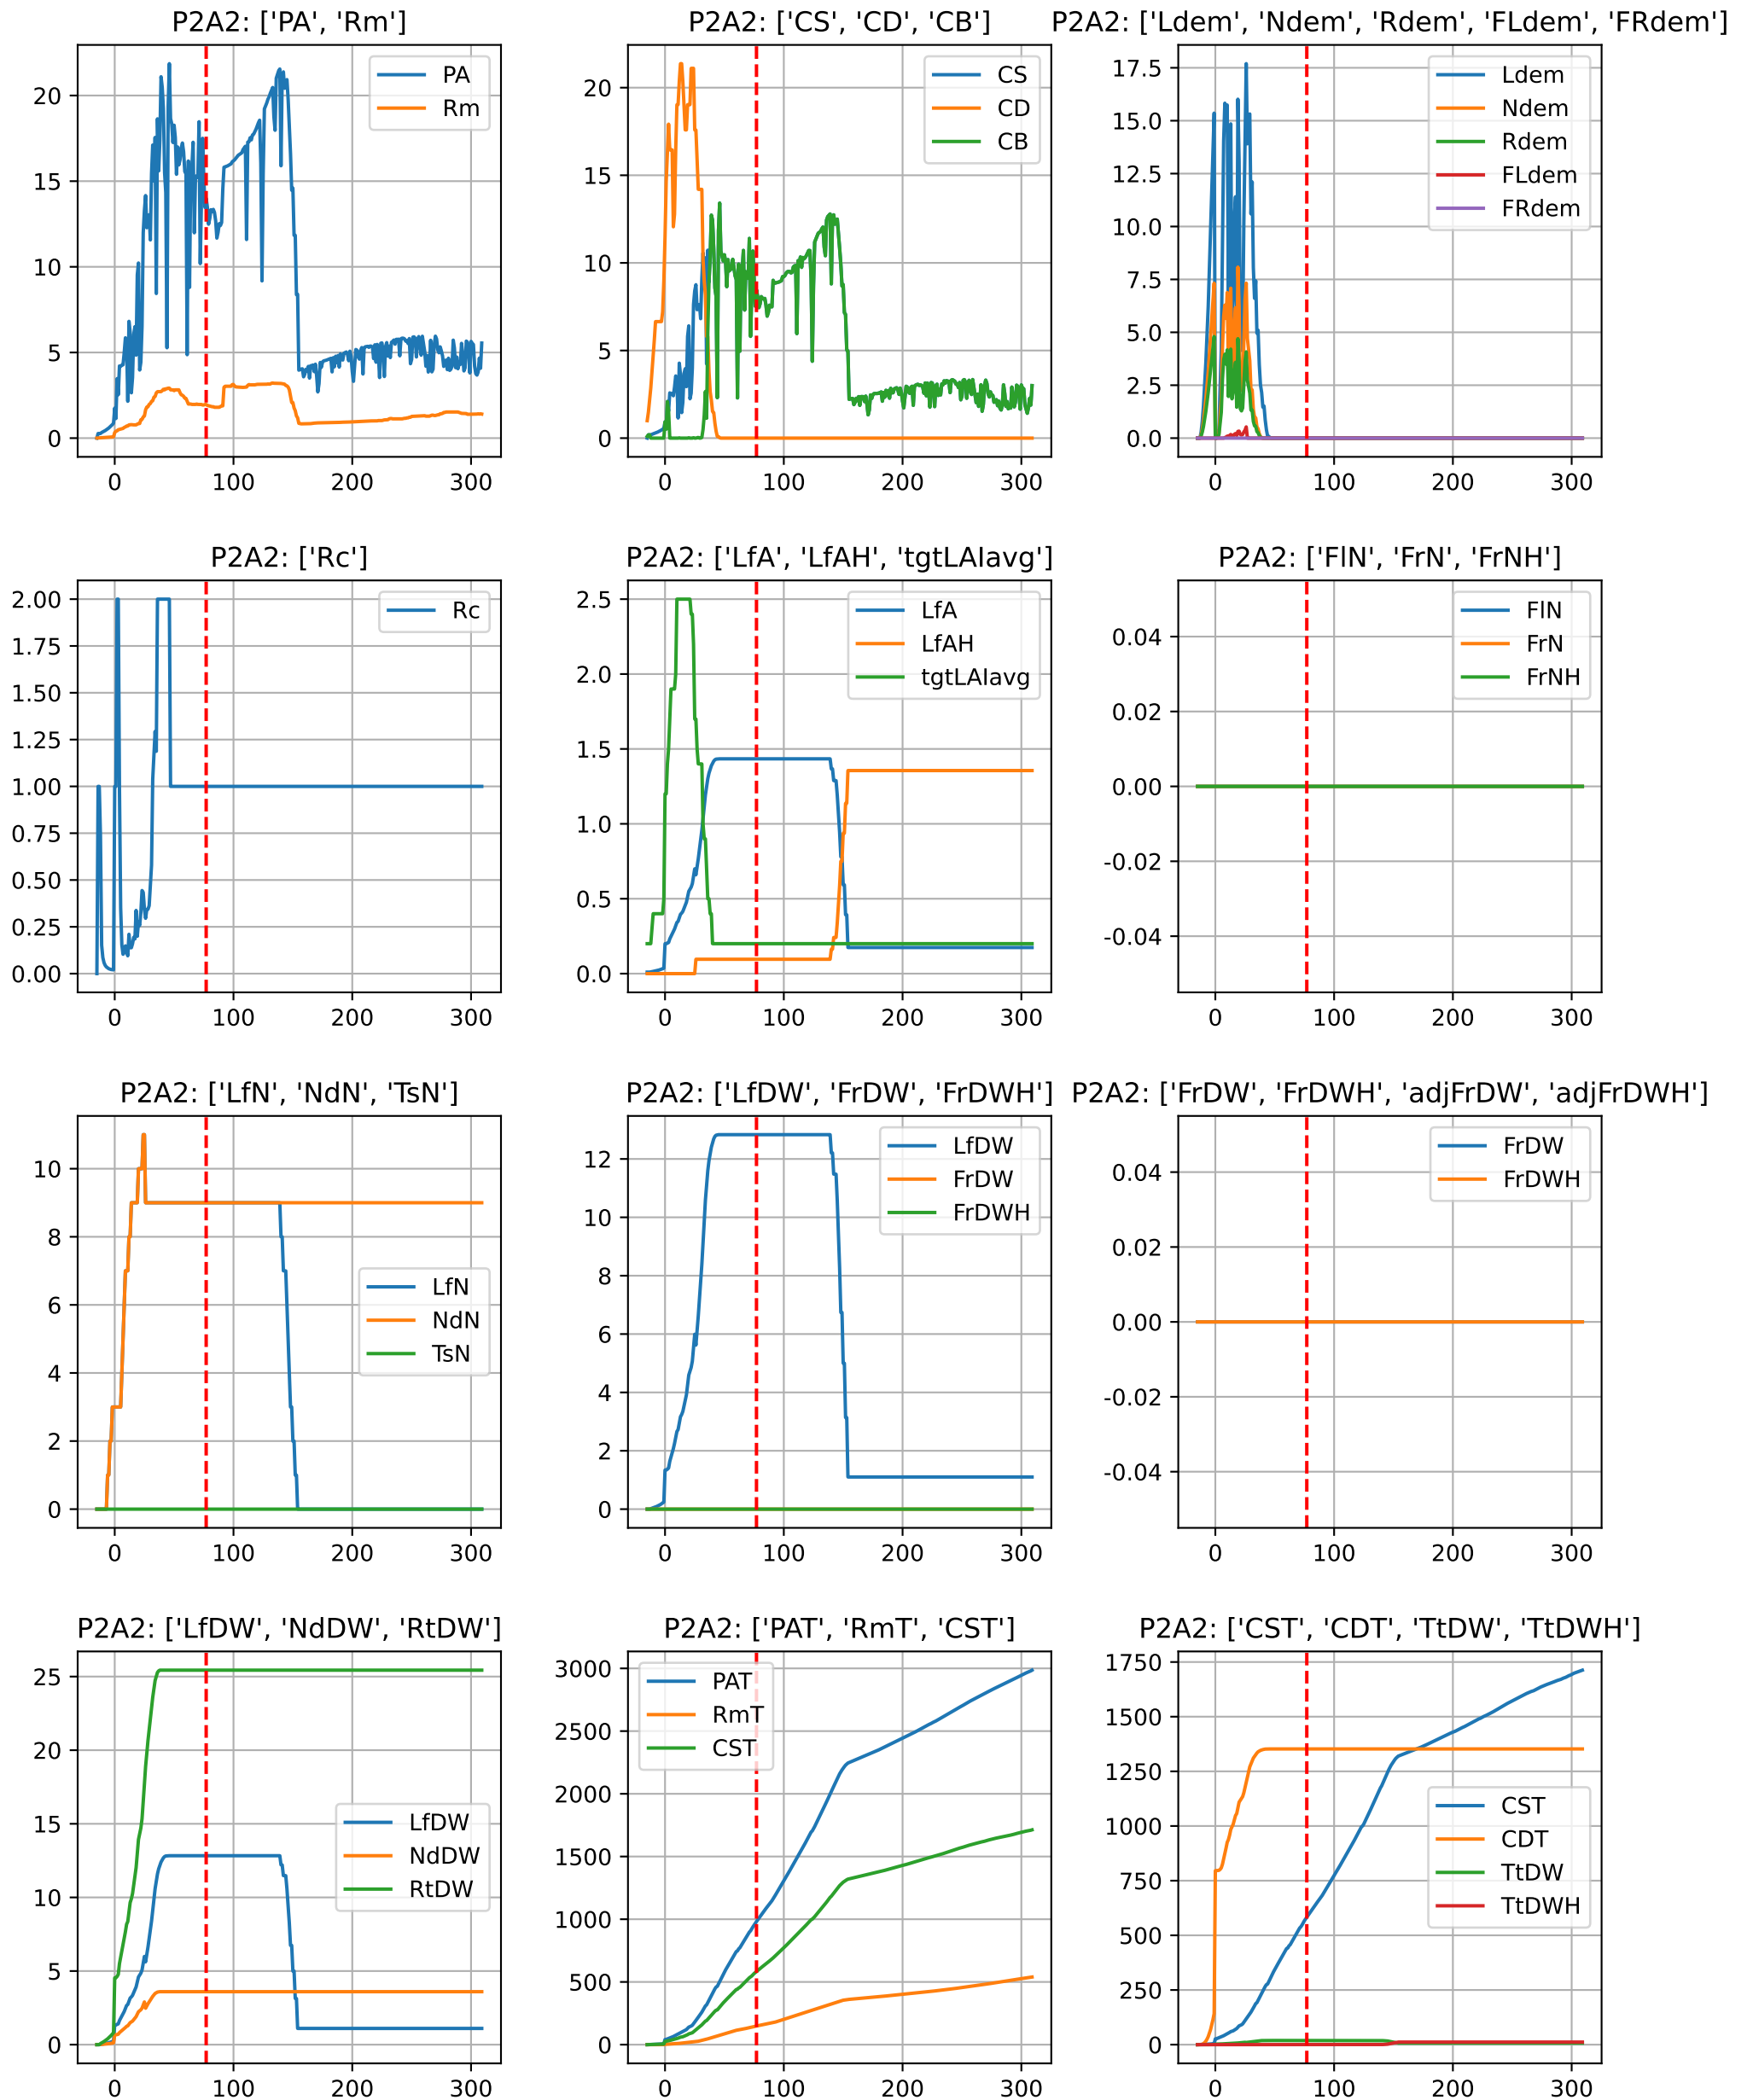 P2A2: ['PA', 'Rm']
20
15
10
5
0
0 100 200 300
PA
Rm
P2A2: ['CS', 'CD', 'CB']
20
15
10
5
0
0 100 200 300
CS
CD
CB
P2A2: ['Ldem', 'Ndem', 'Rdem', 'FLdem', 'FRdem']
17.5
15.0
12.5
10.0
7.5
5.0
2.5
0.0
0 100 200 300
Ldem
Ndem
Rdem
FLdem
FRdem
P2A2: ['Rc']
2.00
1.75
1.50
1.25
1.00
0.75
0.50
0.25
0.00
0 100 200 300
Rc
P2A2: ['LfA', 'LfAH', 'tgtLAIavg']
2.5
2.0
1.5
1.0
0.5
0.0
0 100 200 300
LfA
LfAH
tgtLAIavg
P2A2: ['FlN', 'FrN', 'FrNH']
0.04
0.02
0.00
-0.02
-0.04
0 100 200 300
FlN
FrN
FrNH
P2A2: ['LfN', 'NdN', 'TsN']
10
8
6
4
2
0
0 100 200 300
LfN
NdN
TsN
P2A2: ['LfDW', 'FrDW', 'FrDWH']
12
10
8
6
4
2
0
0 100 200 300
LfDW
FrDW
FrDWH
P2A2: ['FrDW', 'FrDWH', 'adjFrDW', 'adjFrDWH']
0.04
0.02
0.00
-0.02
-0.04
0 100 200 300
FrDW
FrDWH
P2A2: ['LfDW', 'NdDW', 'RtDW']
25
20
15
10
5
0
0 100 200 300
LfDW
NdDW
RtDW
P2A2: ['PAT', 'RmT', 'CST']
3000
2500
2000
1500
1000
500
0
0 100 200 300
PAT
RmT
CST
P2A2: ['CST', 'CDT', 'TtDW', 'TtDWH']
1750
1500
1250
1000
750
500
250
0
0 100 200 300
CST
CDT
TtDW
TtDWH